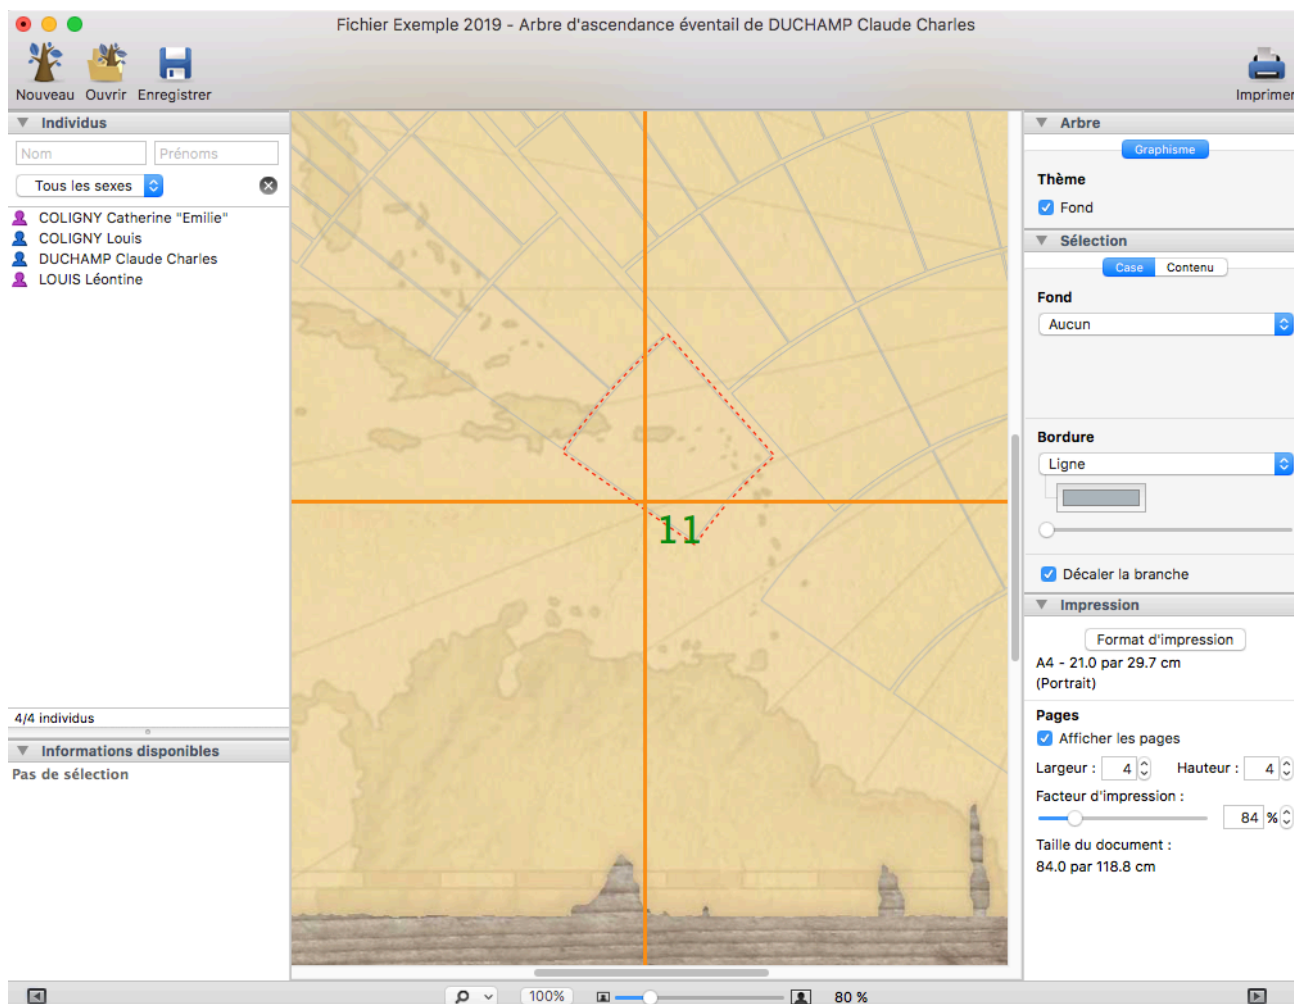 Fichier Exemple 2019 - Arbre d'ascendance éventail de DUCHAMP Claude Charles
Nouveau Ouvrir Enregistrer
Imprimer
Individus
Nom Prénoms
Tous les sexes
COLIGNY Catherine "Emilie"
COLIGNY Louis
DUCHAMP Claude Charles
LOUIS Léontine
4/4 individus
Informations disponibles
Pas de sélection
11
Arbre
Graphisme
Thème
Fond
Sélection
Case Contenu
Fond
Aucun
Bordure
Ligne
Décaler la branche
Impression
Format d'impression
A4 - 21.0 par 29.7 cm
(Portrait)
Pages
Afficher les pages
Largeur : 4 Hauteur : 4
Facteur d'impression :
84 %
Taille du document :
84.0 par 118.8 cm
100% 80 %